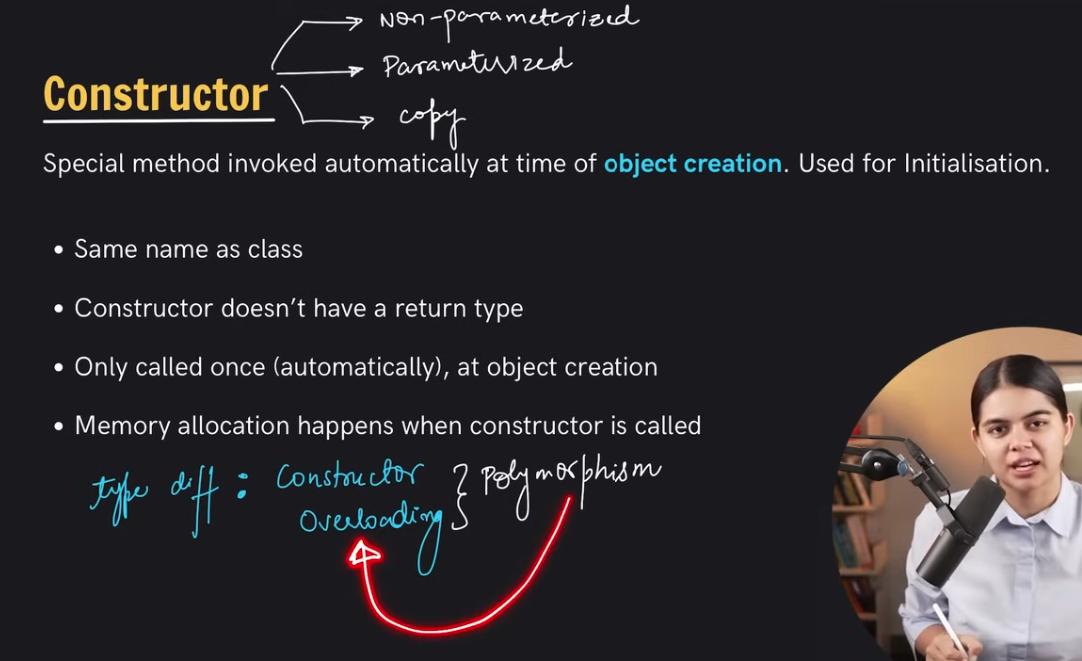 Non-parameterized
Parameterized
copy
Constructor
Special method invoked automatically at time of object creation. Used for Initialisation.
• Same name as class
• Constructor doesn’t have a return type
• Only called once (automatically), at object creation
• Memory allocation happens when constructor is called
type diff : Constructor Overloading } Polymorphism